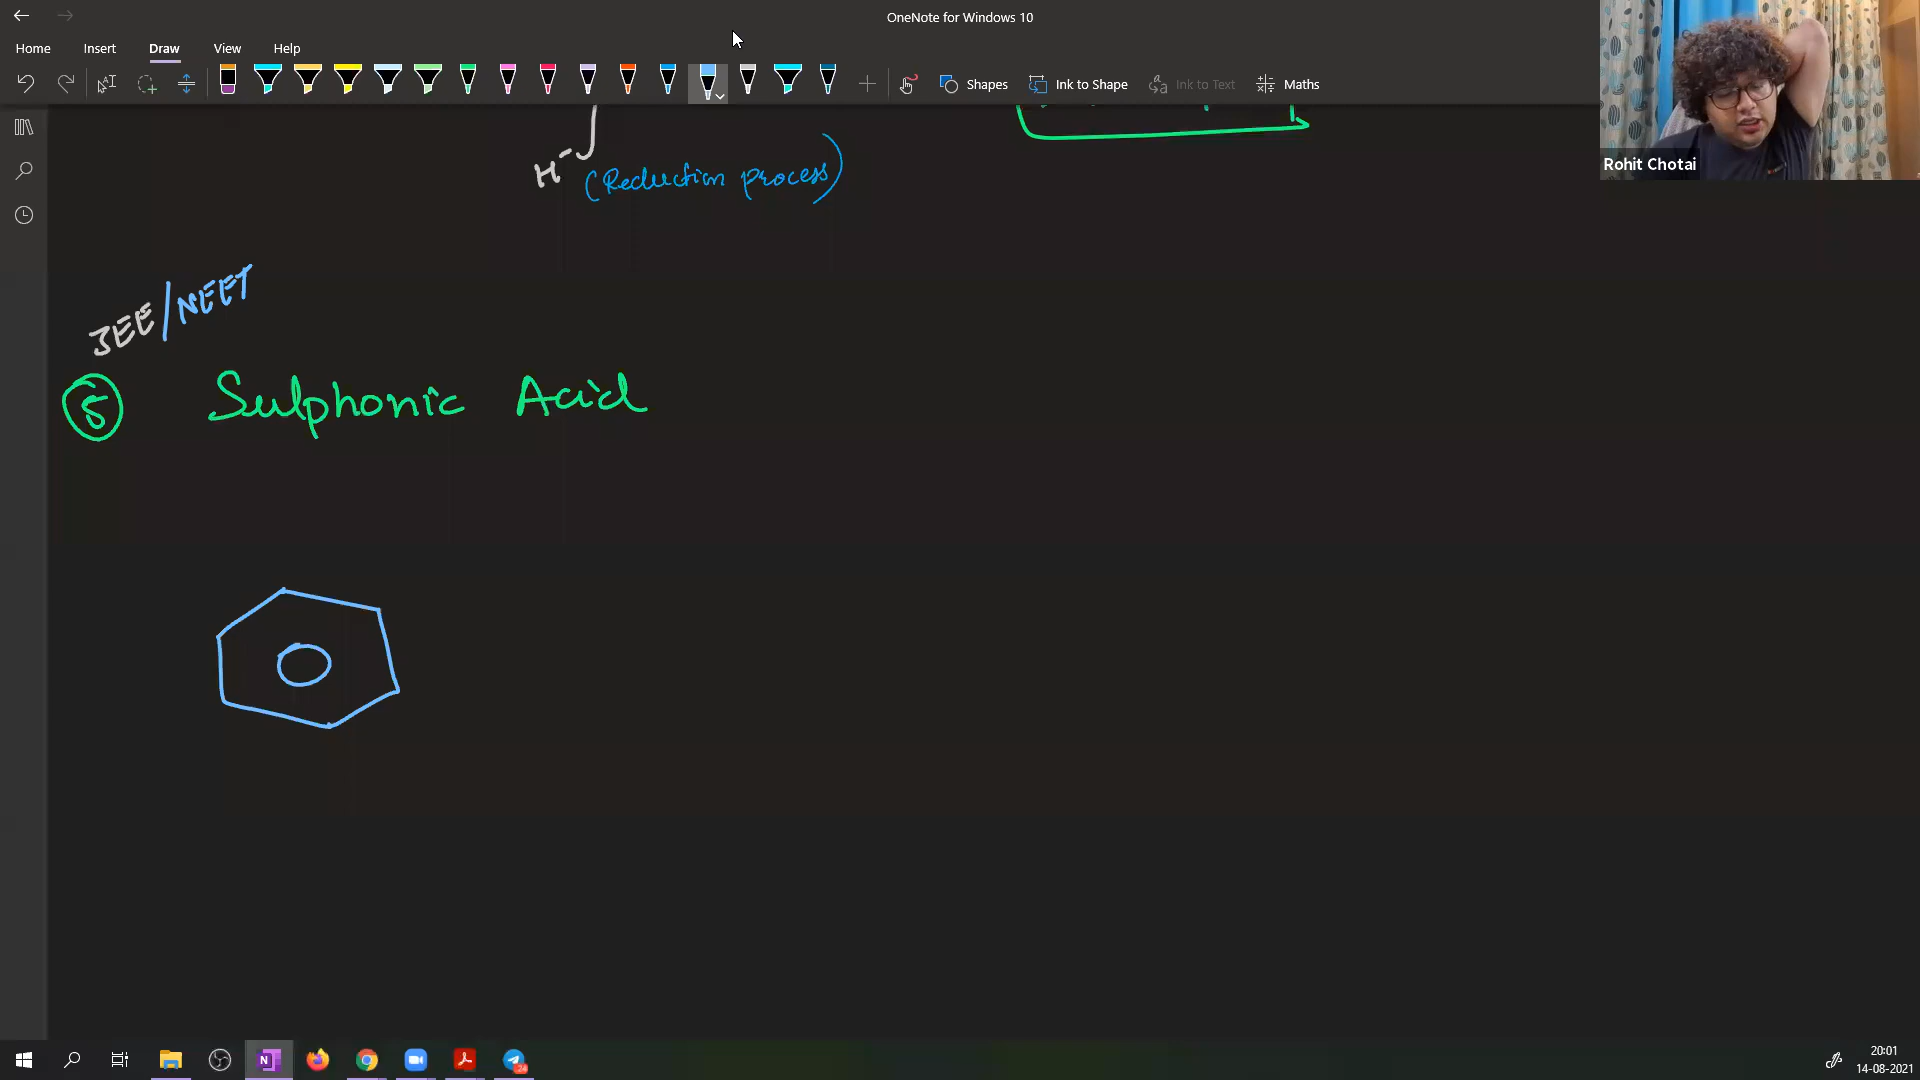 OneNote for Windows 10
Home Insert Draw View Help
Shapes Ink to Shape Ink to Text Maths
Rohit Chotai
H⁻
(Reduction process)
JEE/NEET
⑤ Sulphonic Acid
N
24
20:01
14-08-2021